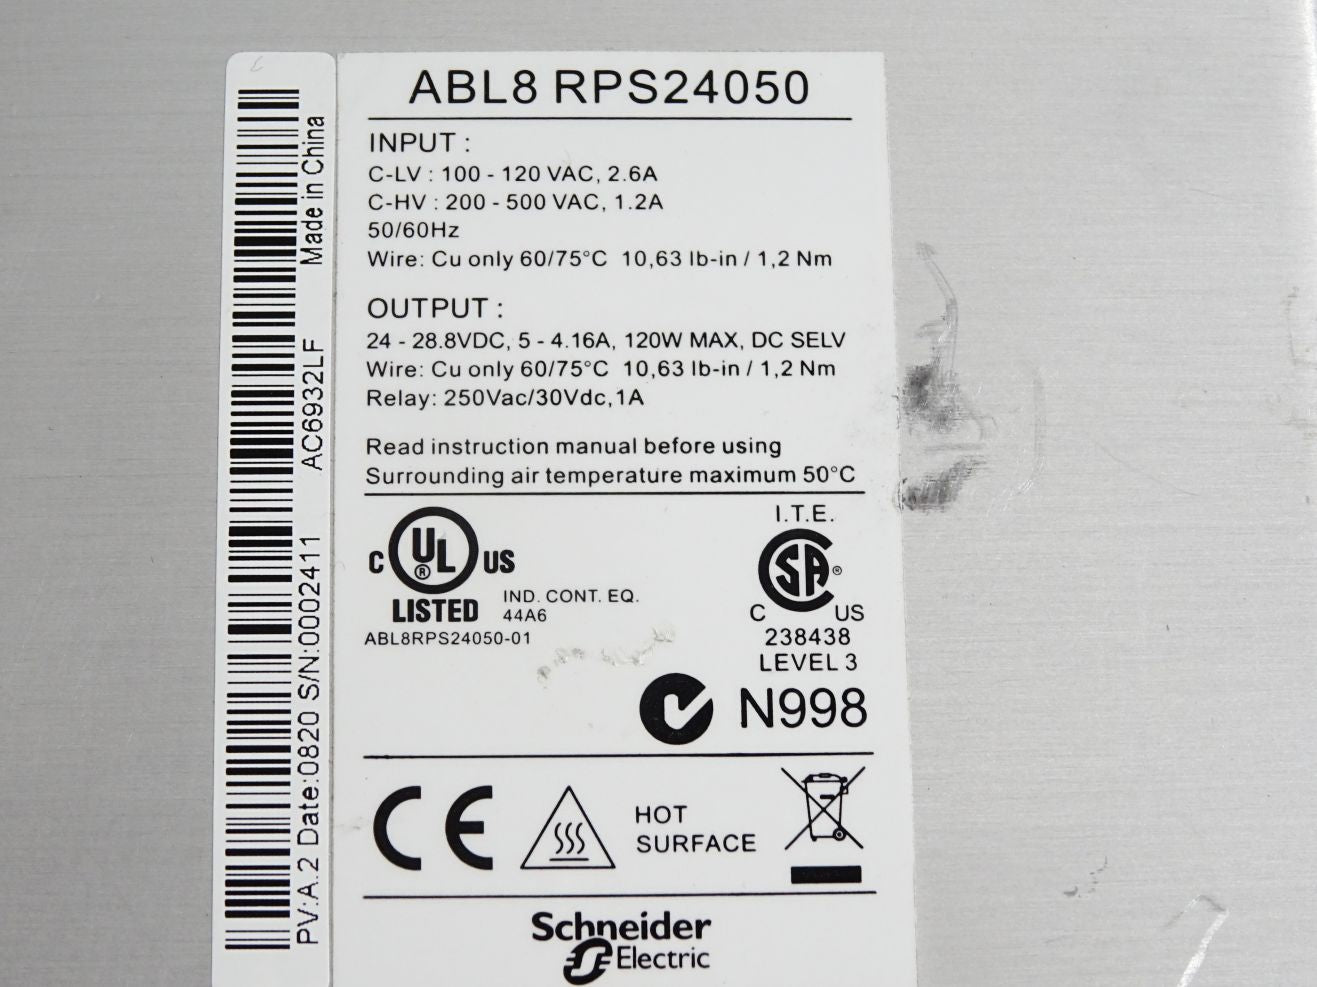 ABL8 RPS24050
INPUT :
C-LV : 100 - 120 VAC, 2.6A
C-HV : 200 - 500 VAC, 1.2A
50/60Hz
Wire: Cu only 60/75°C 10,63 lb-in / 1,2 Nm
OUTPUT :
24 - 28.8VDC, 5 - 4.16A, 120W MAX, DC SELV
Wire: Cu only 60/75°C 10,63 lb-in / 1,2 Nm
Relay: 250Vac/30Vdc,1A
Read instruction manual before using
Surrounding air temperature maximum 50°C
C UL ® US
LISTED
IND. CONT. EQ.
44A6
ABL8RPS24050-01
I.T.E.
CSA ®
C US
238438
LEVEL 3
N998
CE
HOT
SURFACE
Schneider
Electric
PV:A.2 Date:0820 S/N:0002411 AC6932LF Made in China